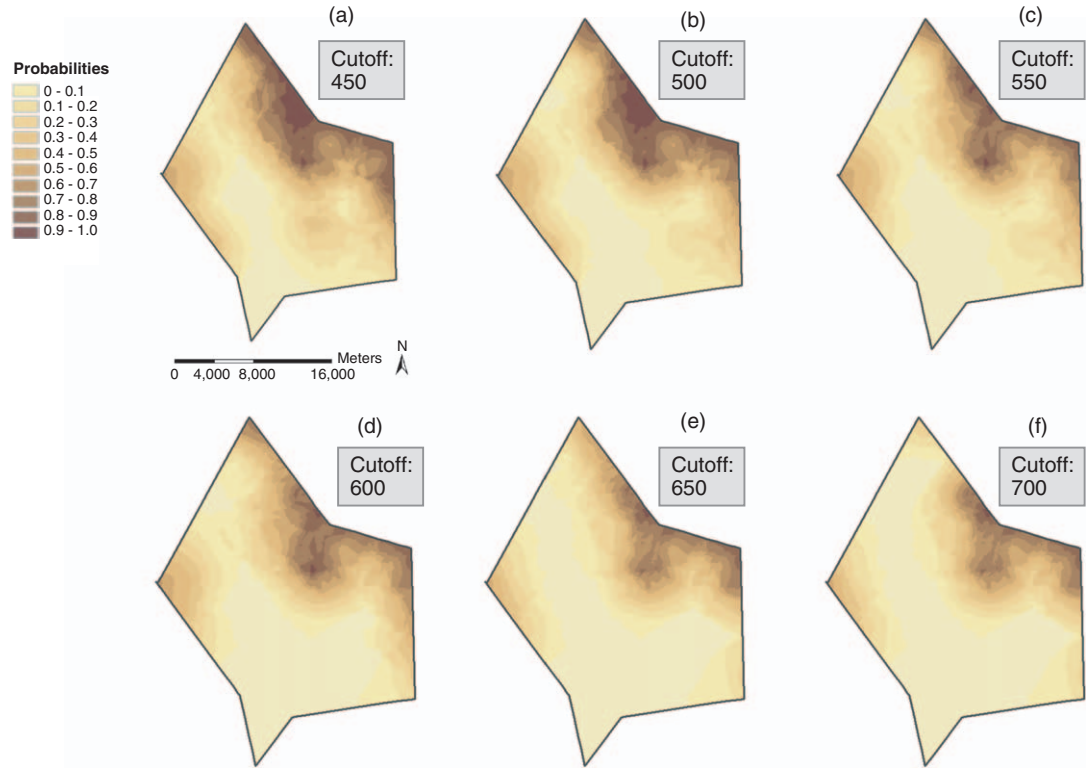 (a)
Cutoff:
450
(b)
Cutoff:
500
(c)
Cutoff:
550
Probabilities
0 - 0.1
0.1 - 0.2
0.2 - 0.3
0.3 - 0.4
0.4 - 0.5
0.5 - 0.6
0.6 - 0.7
0.7 - 0.8
0.8 - 0.9
0.9 - 1.0
Meters
0 4,000 8,000 16,000
N
(d)
Cutoff:
600
(e)
Cutoff:
650
(f)
Cutoff:
700